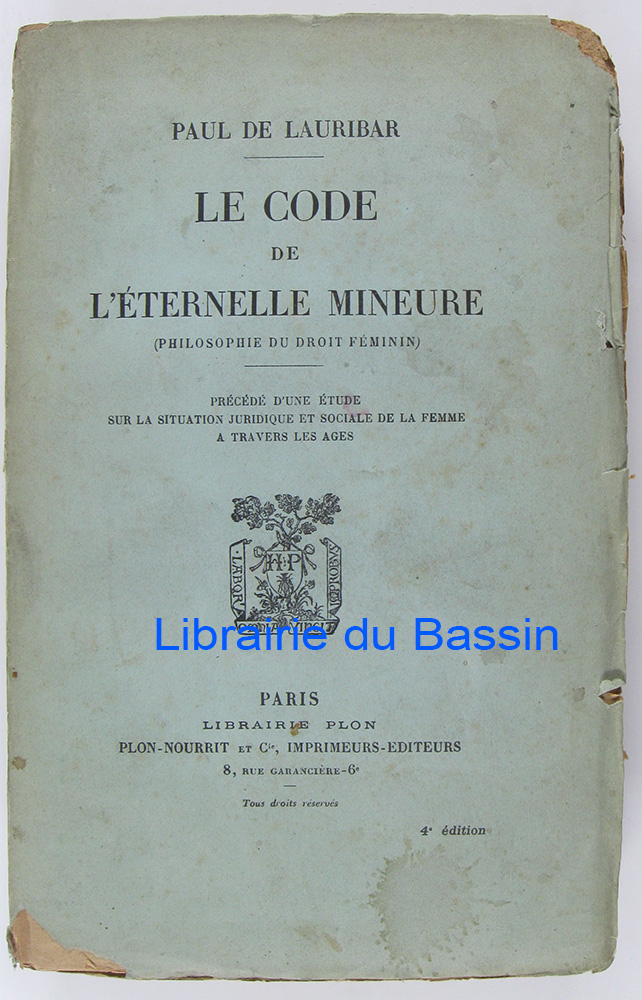 PAUL DE LAURIBAR
LE CODE
DE
L'ÉTERNELLE MINEURE
(PHILOSOPHIE DU DROIT FÉMININ)
PRÉCÉDÉ D'UNE ÉTUDE
SUR LA SITUATION JURIDIQUE ET SOCIALE DE LA FEMME
A TRAVERS LES AGES
H P
Librairie du Bassin
PARIS
LIBRAIRIE PLON
PLON-NOURRIT ET Cie, IMPRIMEURS-EDITEURS
8, RUE GARANCIÈRE-6e
Tous droits réservés
4e édition